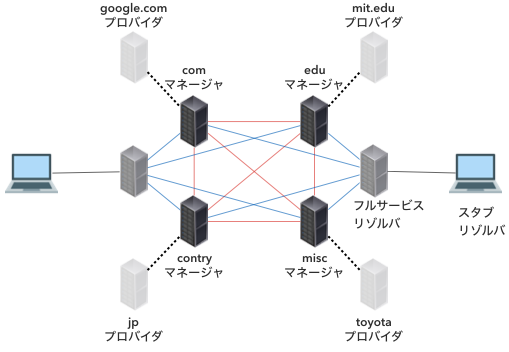 google.com
プロバイダ
mit.edu
プロバイダ
com
マネージャ
edu
マネージャ
フルサービス
リゾルバ
スタブ
リゾルバ
contry
マネージャ
misc
マネージャ
jp
プロバイダ
toyota
プロバイダ